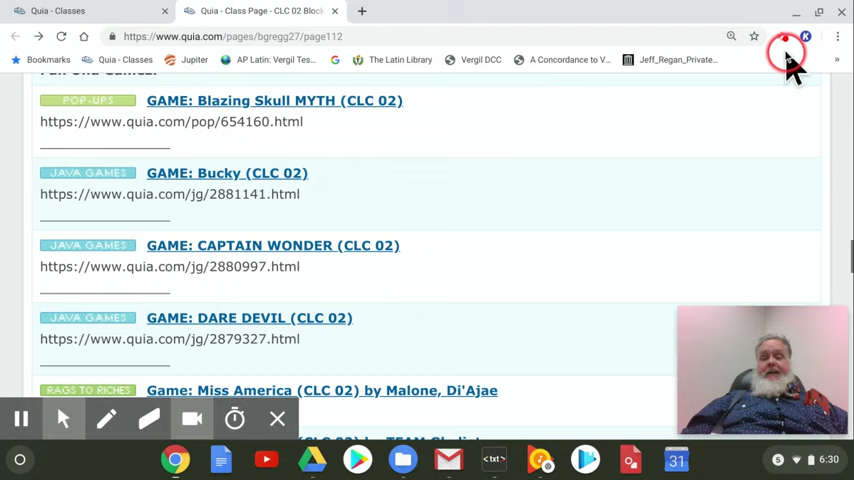 Quia - Classes
Quia - Class Page - CLC 02 Block
https://www.quia.com/pages/bgregg27/page112
Bookmarks
Quia - Classes
Jupiter
AP Latin: Vergil Tes...
The Latin Library
Vergil DCC
A Concordance to V...
Jeff_Regan_Private...
POP-UPS
GAME: Blazing Skull MYTH (CLC 02)
https://www.quia.com/pop/654160.html
JAVA GAMES
GAME: Bucky (CLC 02)
https://www.quia.com/jg/2881141.html
JAVA GAMES
GAME: CAPTAIN WONDER (CLC 02)
https://www.quia.com/jg/2880997.html
JAVA GAMES
GAME: DARE DEVIL (CLC 02)
https://www.quia.com/jg/2879327.html
RAGS TO RICHES
Game: Miss America (CLC 02) by Malone, Di'Ajae
<txt>
31
5
6:30